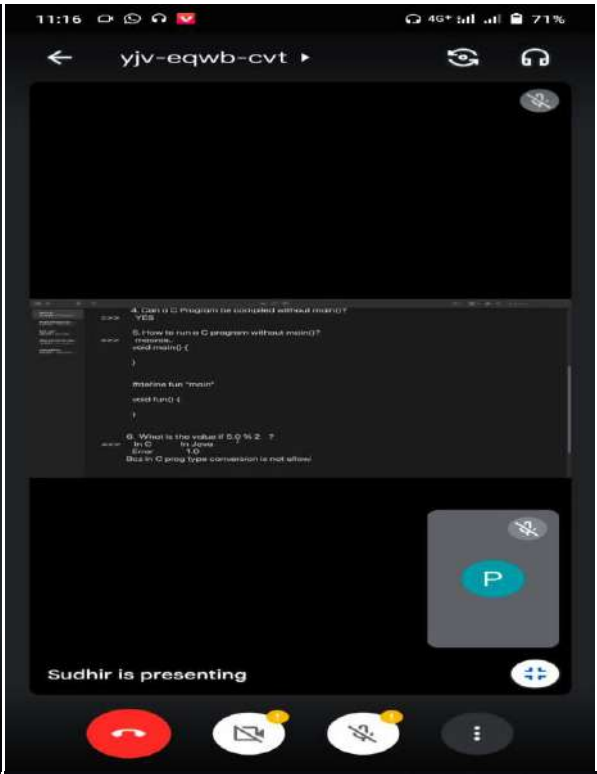 11:16
4G+ 71%
yjv-eqwb-cvt
4. Can a C Program be compiled without main()?
>>> YES
5. How to run a C program without main()?
>>> macros.
void main() {
}
#define fun "main"
void fun() {
}
6. What is the value if 5.0 % 2 ?
>>> In C In Java
Error 1.0
Bcz in C prog type conversion is not allow
P
Sudhir is presenting